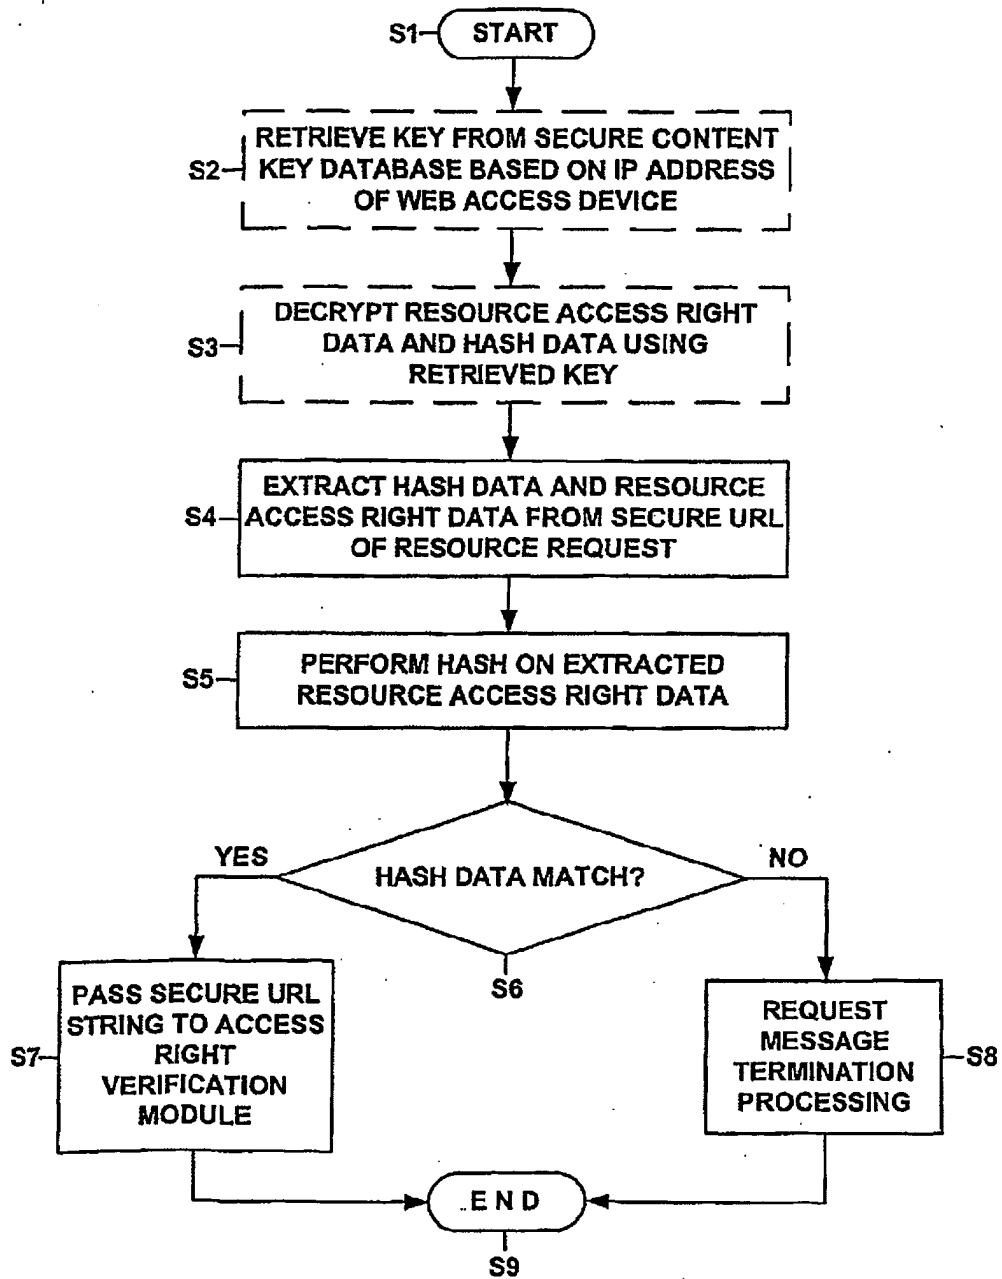 S1
START
RETRIEVE KEY FROM SECURE CONTENT
S2
KEY DATABASE BASED ON IP ADDRESS
OF WEB ACCESS DEVICE
DECRYPT RESOURCE ACCESS RIGHT
S3
DATA AND HASH DATA USING
RETRIEVED KEY
EXTRACT HASH DATA AND RESOURCE
S4
ACCESS RIGHT DATA FROM SECURE URL
OF RESOURCE REQUEST
PERFORM HASH ON EXTRACTED
S5
RESOURCE ACCESS RIGHT DATA
YES
NO
HASH DATA MATCH?
S6
PASS SECURE URL
STRING TO ACCESS
RIGHT
VERIFICATION
MODULE
S7
REQUEST
MESSAGE
TERMINATION
PROCESSING
S8
END
S9